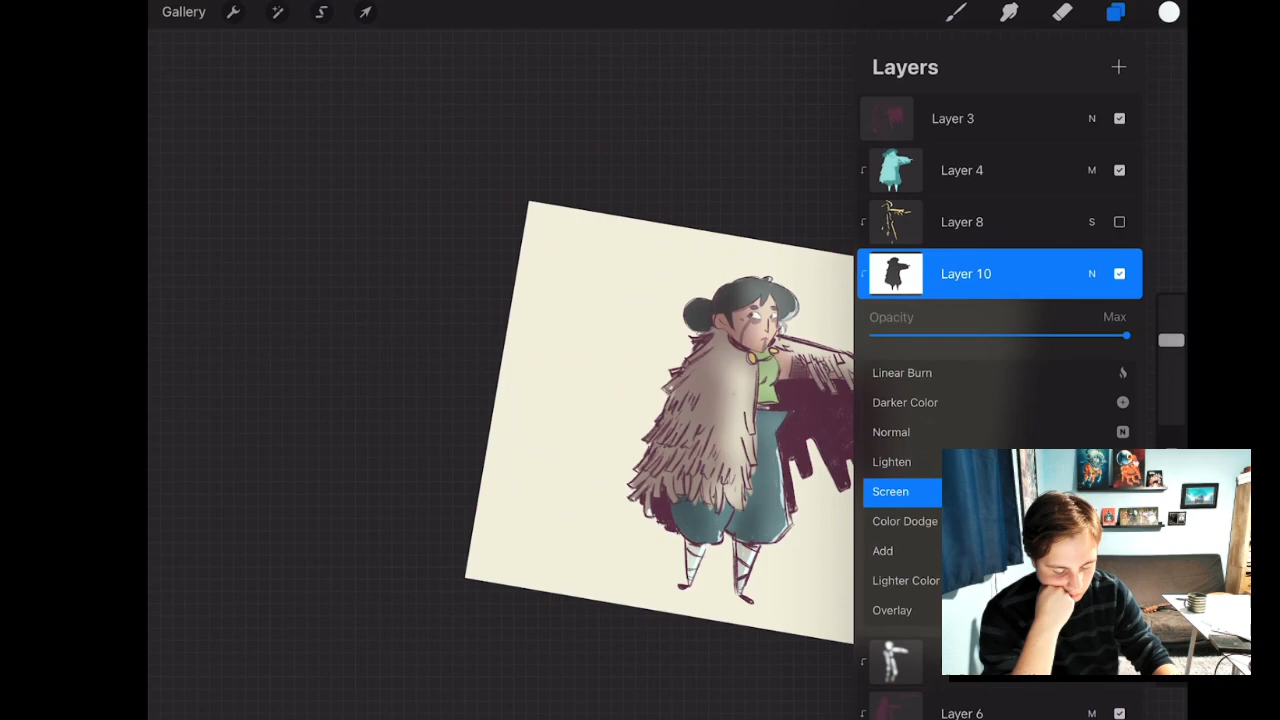 Gallery
Layers
Layer 3 N
Layer 4 M
Layer 8 S
Layer 10 N
Opacity Max
Linear Burn
Darker Color
Normal N
Lighten
Screen
Color Dodge
Add
Lighter Color
Overlay
Layer 6 M